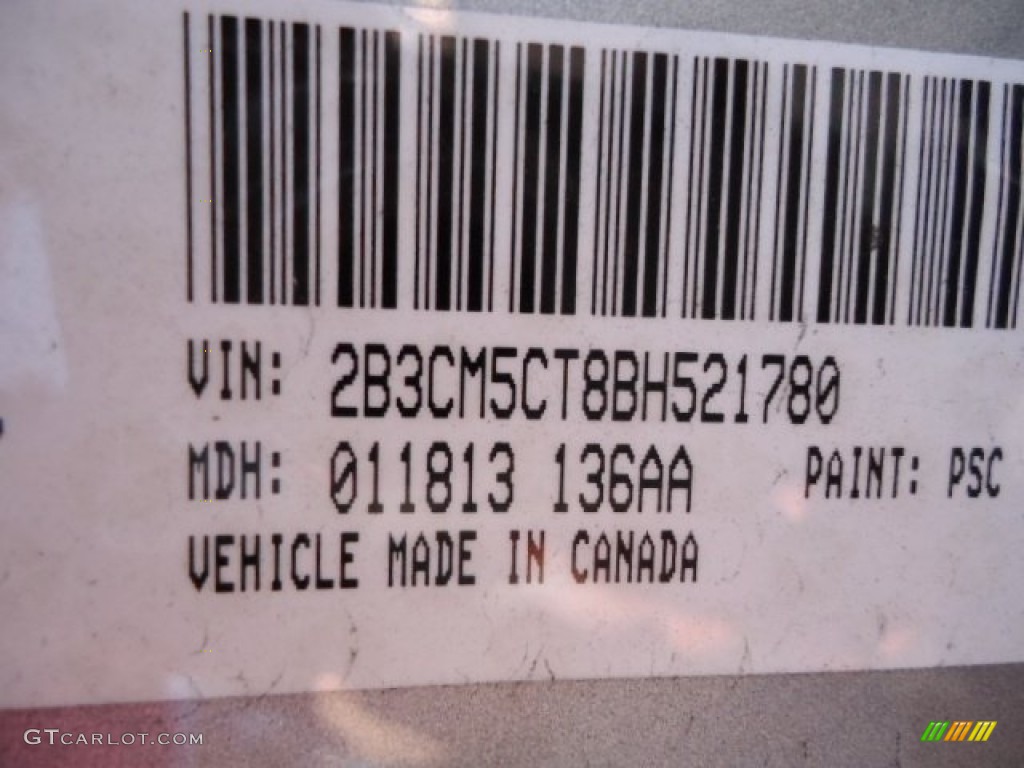 VIN: 2B3CM5CT8BH521780
MDH: 011813 136AA PAINT: PSC
VEHICLE MADE IN CANADA
GTCARLOT.COM